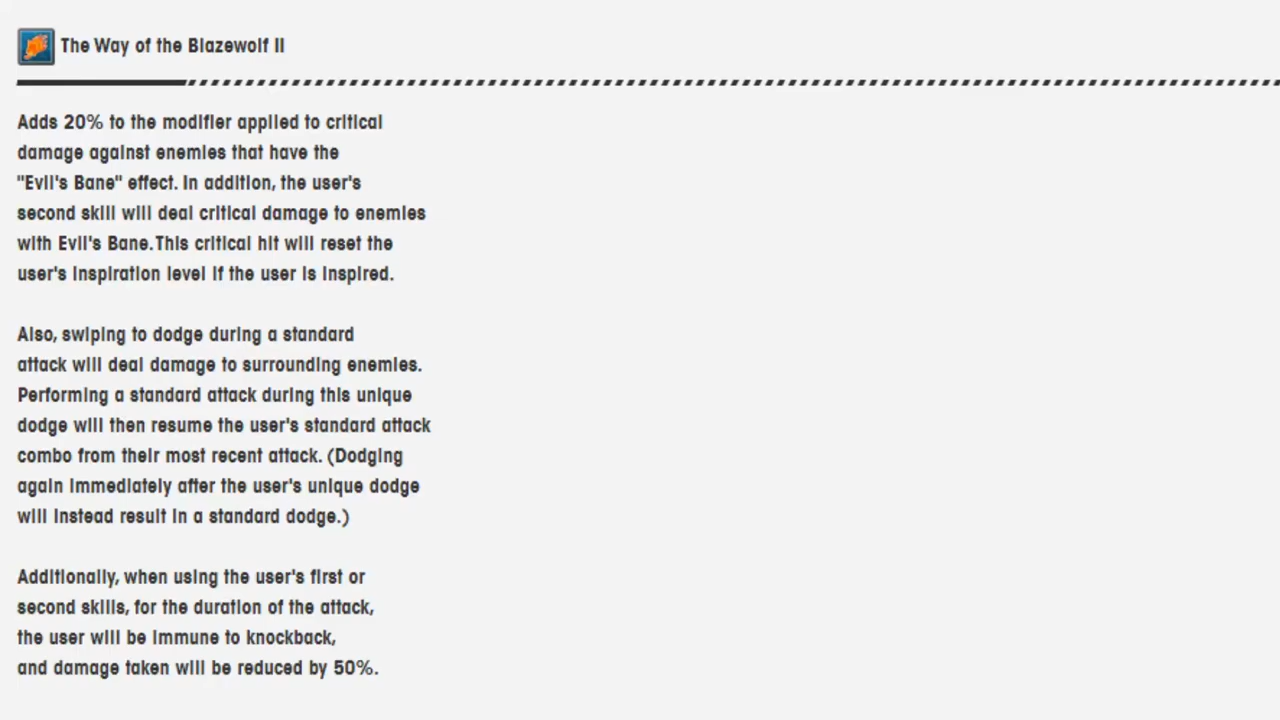 The Way of the Blazewolf II
Adds 20% to the modifier applied to critical
damage against enemies that have the
"Evil's Bane" effect. In addition, the user's
second skill will deal critical damage to enemies
with Evil's Bane.This critical hit will reset the
user's inspiration level if the user is inspired.
Also, swiping to dodge during a standard
attack will deal damage to surrounding enemies.
Performing a standard attack during this unique
dodge will then resume the user's standard attack
combo from their most recent attack. (Dodging
again immediately after the user's unique dodge
will instead result in a standard dodge.)
Additionally, when using the user's first or
second skills, for the duration of the attack,
the user will be immune to knockback,
and damage taken will be reduced by 50%.